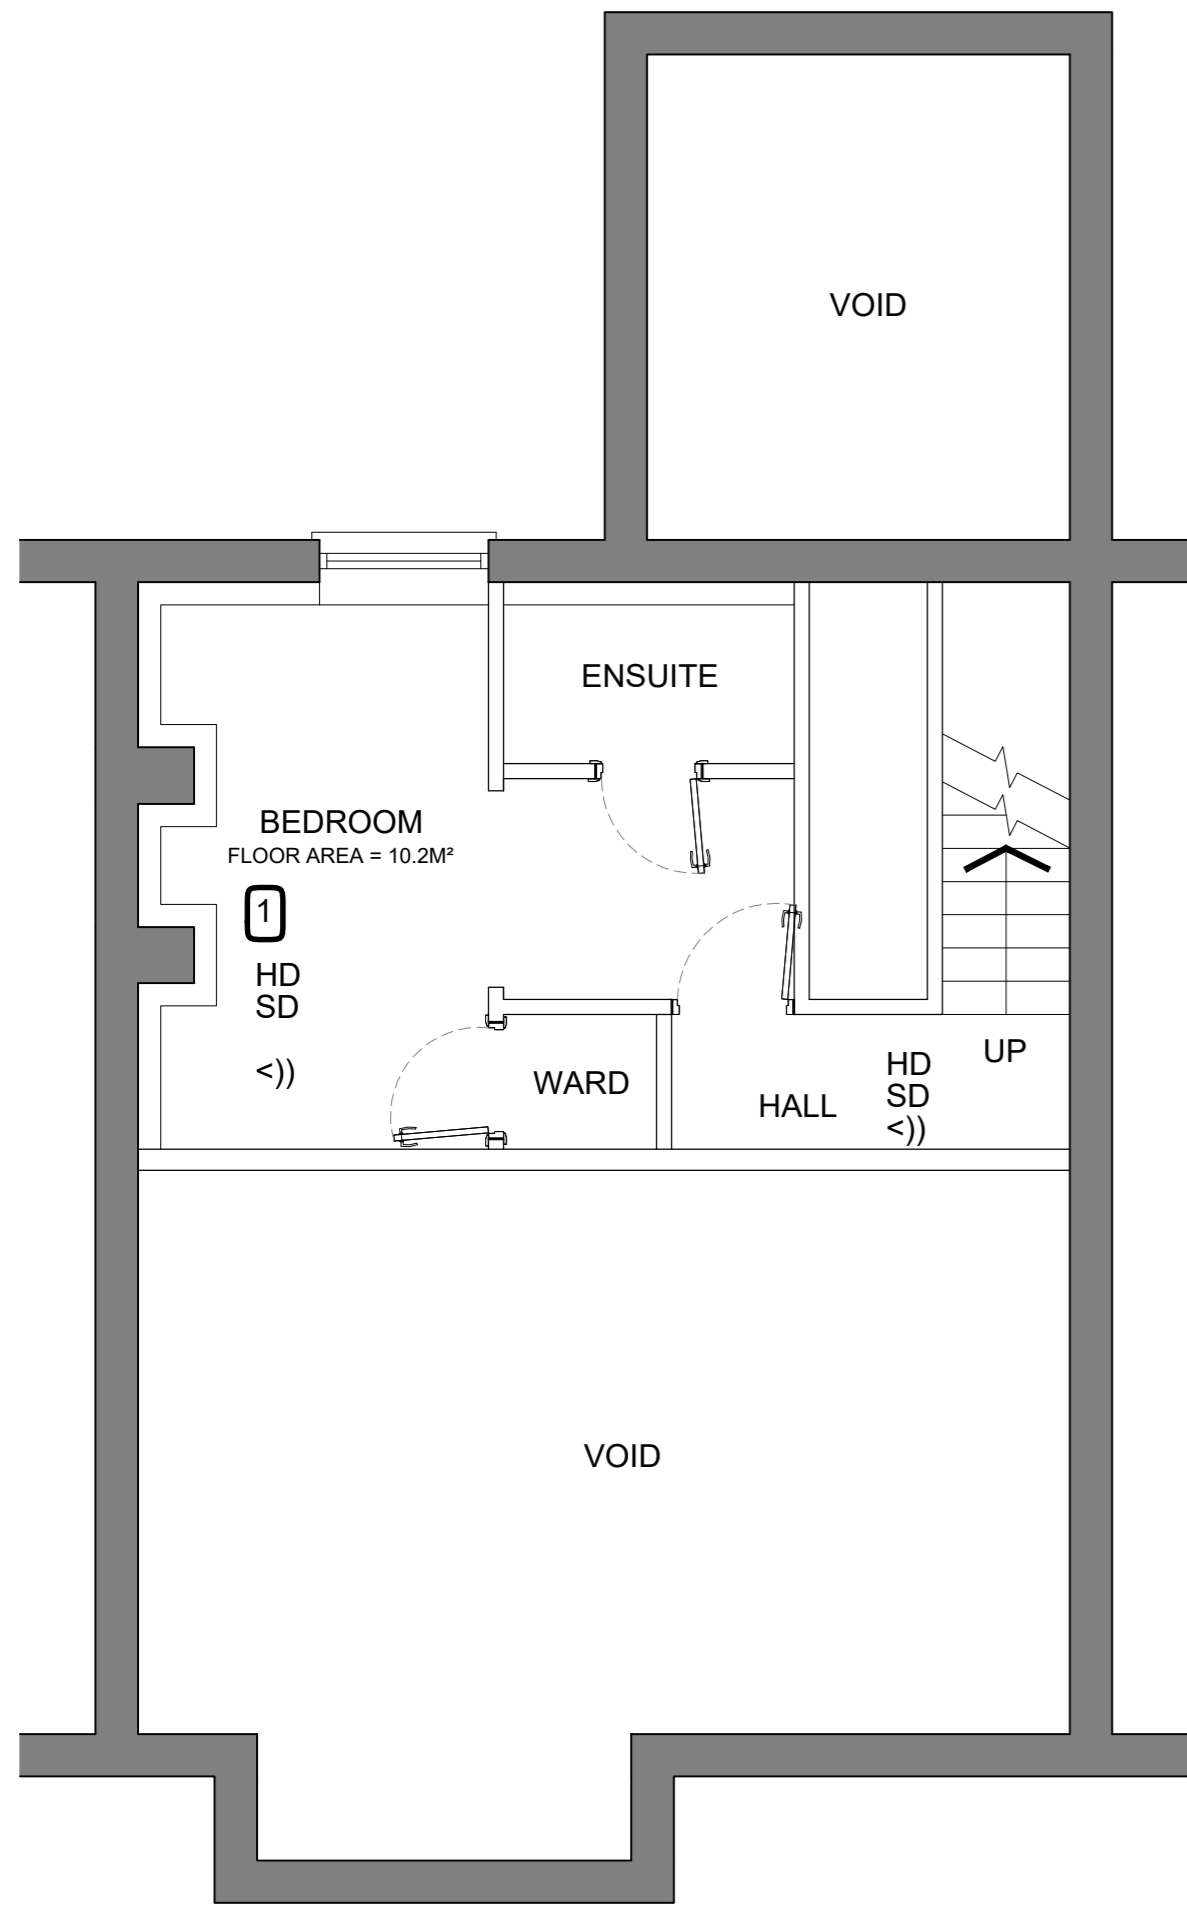 VOID
ENSUITE
BEDROOM
FLOOR AREA = 10.2M²
1
HD
SD
<))
WARD
HALL
HD
SD
<))
UP
VOID